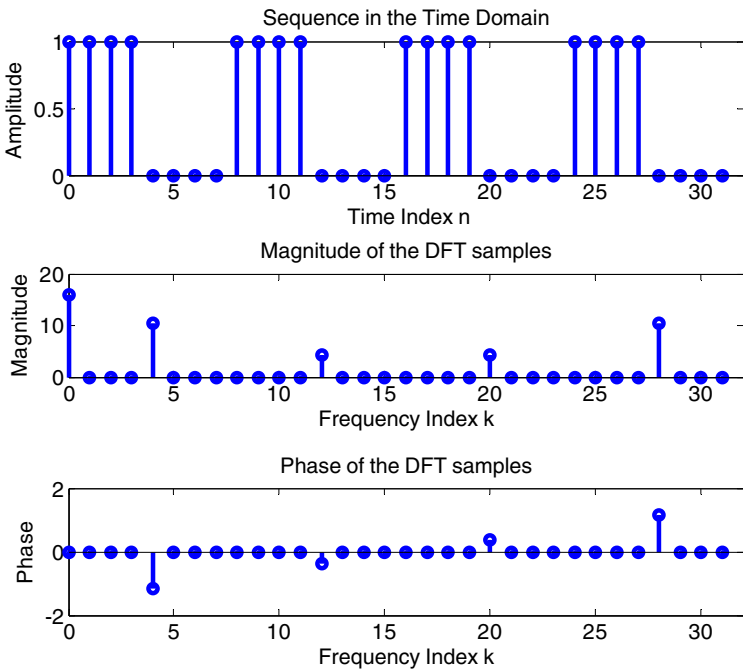 Sequence in the Time Domain
Amplitude
1
0.5
0
0 5 10 15 20 25 30
Time Index n
Magnitude of the DFT samples
Magnitude
20
10
0
0 5 10 15 20 25 30
Frequency Index k
Phase of the DFT samples
Phase
2
0
-2
0 5 10 15 20 25 30
Frequency Index k